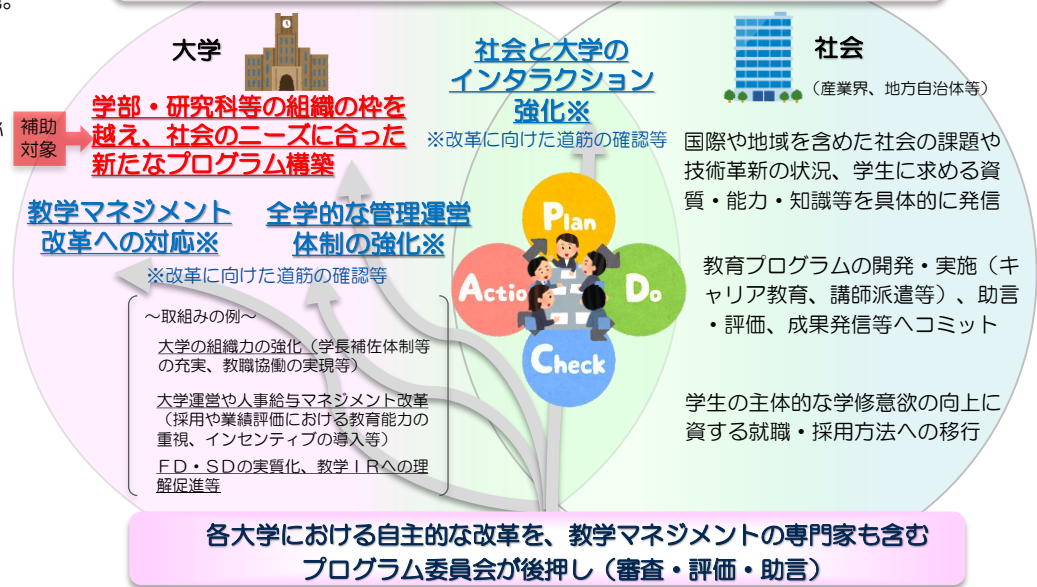 大学
学部・研究科等の組織の枠を
越え、社会のニーズに合った
新たなプログラム構築
補助
対象
教学マネジメント
改革への対応※
全学的な管理運営
体制の強化※
※改革に向けた道筋の確認等
～取組みの例～
大学の組織力の強化（学長補佐体制等
の充実、教職協働の実現等）
大学運営や人事給与マネジメント改革
（採用や業績評価における教育能力の
重視、インセンティブの導入等）
ＦＤ・ＳＤの実質化、教学ＩＲへの理
解促進等
社会と大学の
インタラクション
強化※
※改革に向けた道筋の確認等
Plan
Actio
Do
Check
社会
（産業界、地方自治体等）
国際や地域を含めた社会の課題や
技術革新の状況、学生に求める資
質・能力・知識等を具体的に発信
教育プログラムの開発・実施（キ
ャリア教育、講師派遣等）、助言
・評価、成果発信等へコミット
学生の主体的な学修意欲の向上に
資する就職・採用方法への移行
各大学における自主的な改革を、教学マネジメントの専門家も含む
プログラム委員会が後押し（審査・評価・助言）